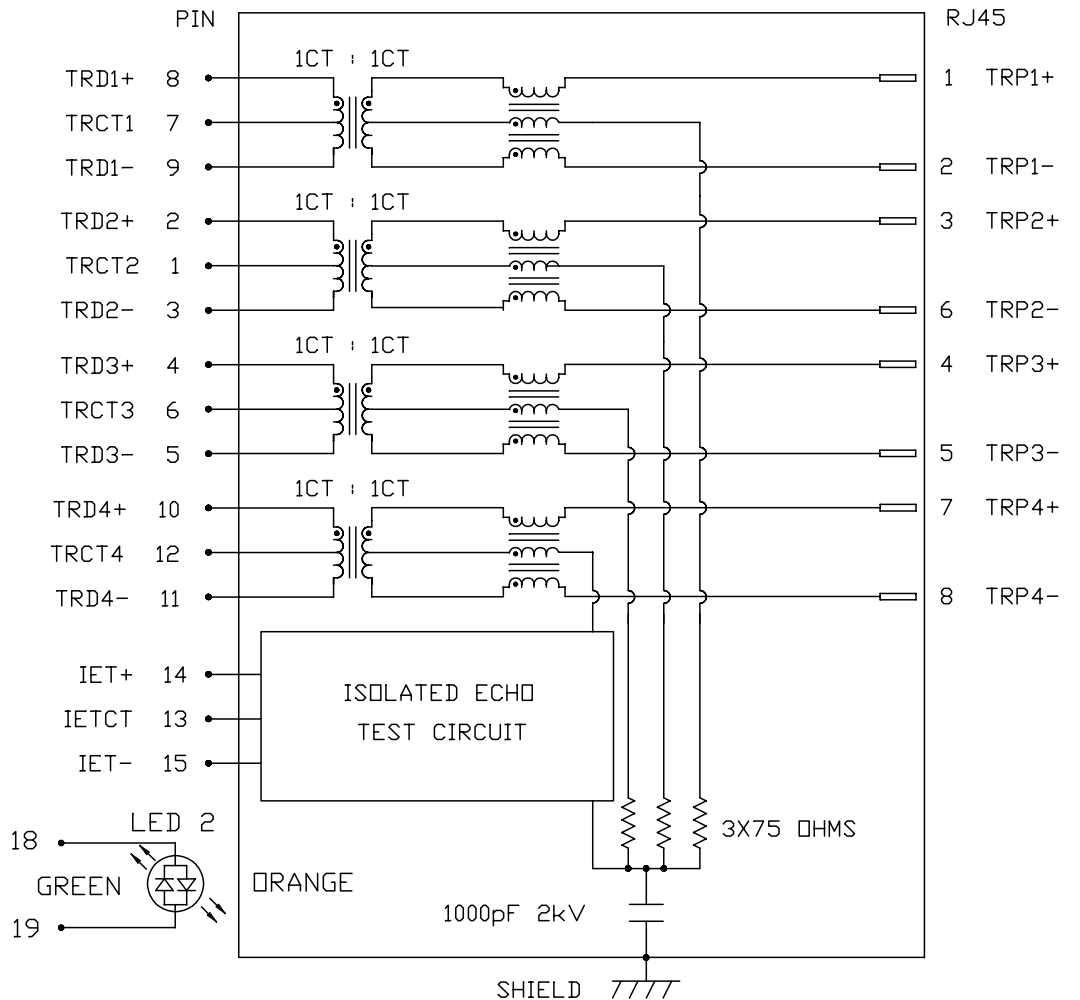 PIN RJ45
1CT : 1CT
TRD1+ 8 1 TRP1+
TRCT1 7
TRD1- 9 2 TRP1-
1CT : 1CT
TRD2+ 2 3 TRP2+
TRCT2 1
TRD2- 3 6 TRP2-
1CT : 1CT
TRD3+ 4 4 TRP3+
TRCT3 6
TRD3- 5 5 TRP3-
1CT : 1CT
TRD4+ 10 7 TRP4+
TRCT4 12
TRD4- 11 8 TRP4-
IET+ 14
ISOLATED ECHO
IETCT 13
TEST CIRCUIT
IET- 15
LED 2
3X75 OHMS
18
GREEN
ORANGE
1000pF 2kV
19
SHIELD